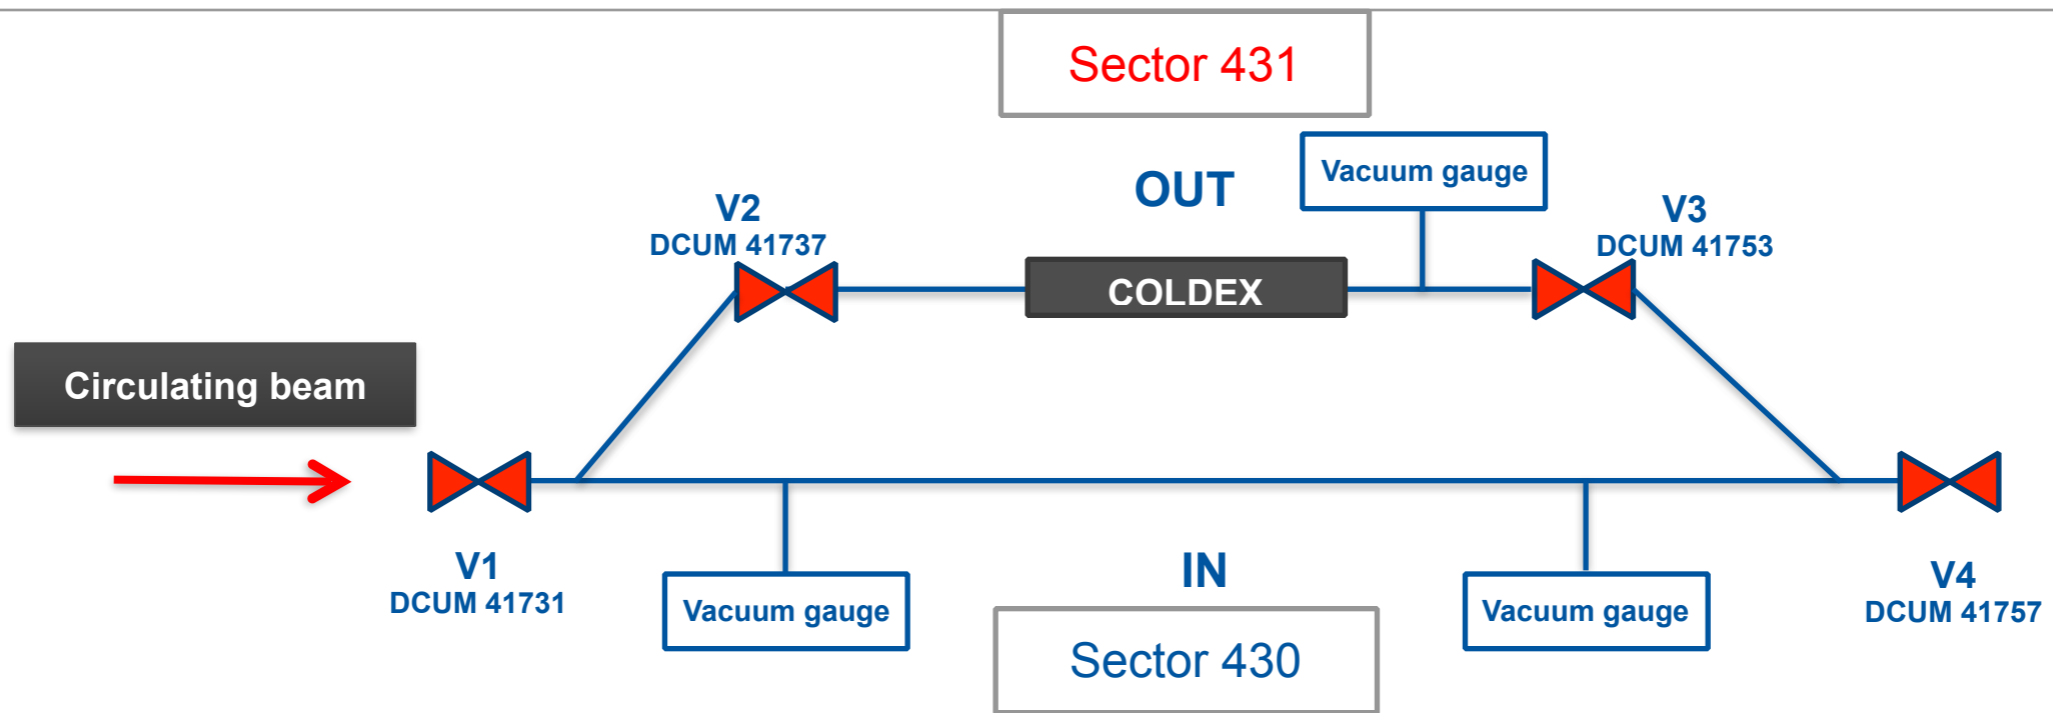 Sector 431
Vacuum gauge
OUT
V2
DCUM 41737
V3
DCUM 41753
COLDEX
Circulating beam
V1
DCUM 41731
IN
V4
DCUM 41757
Vacuum gauge
Vacuum gauge
Sector 430